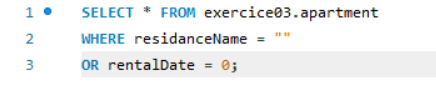 1 SELECT * FROM exercice03.apartment
2 WHERE residanceName = ""
3 OR rentalDate = 0;